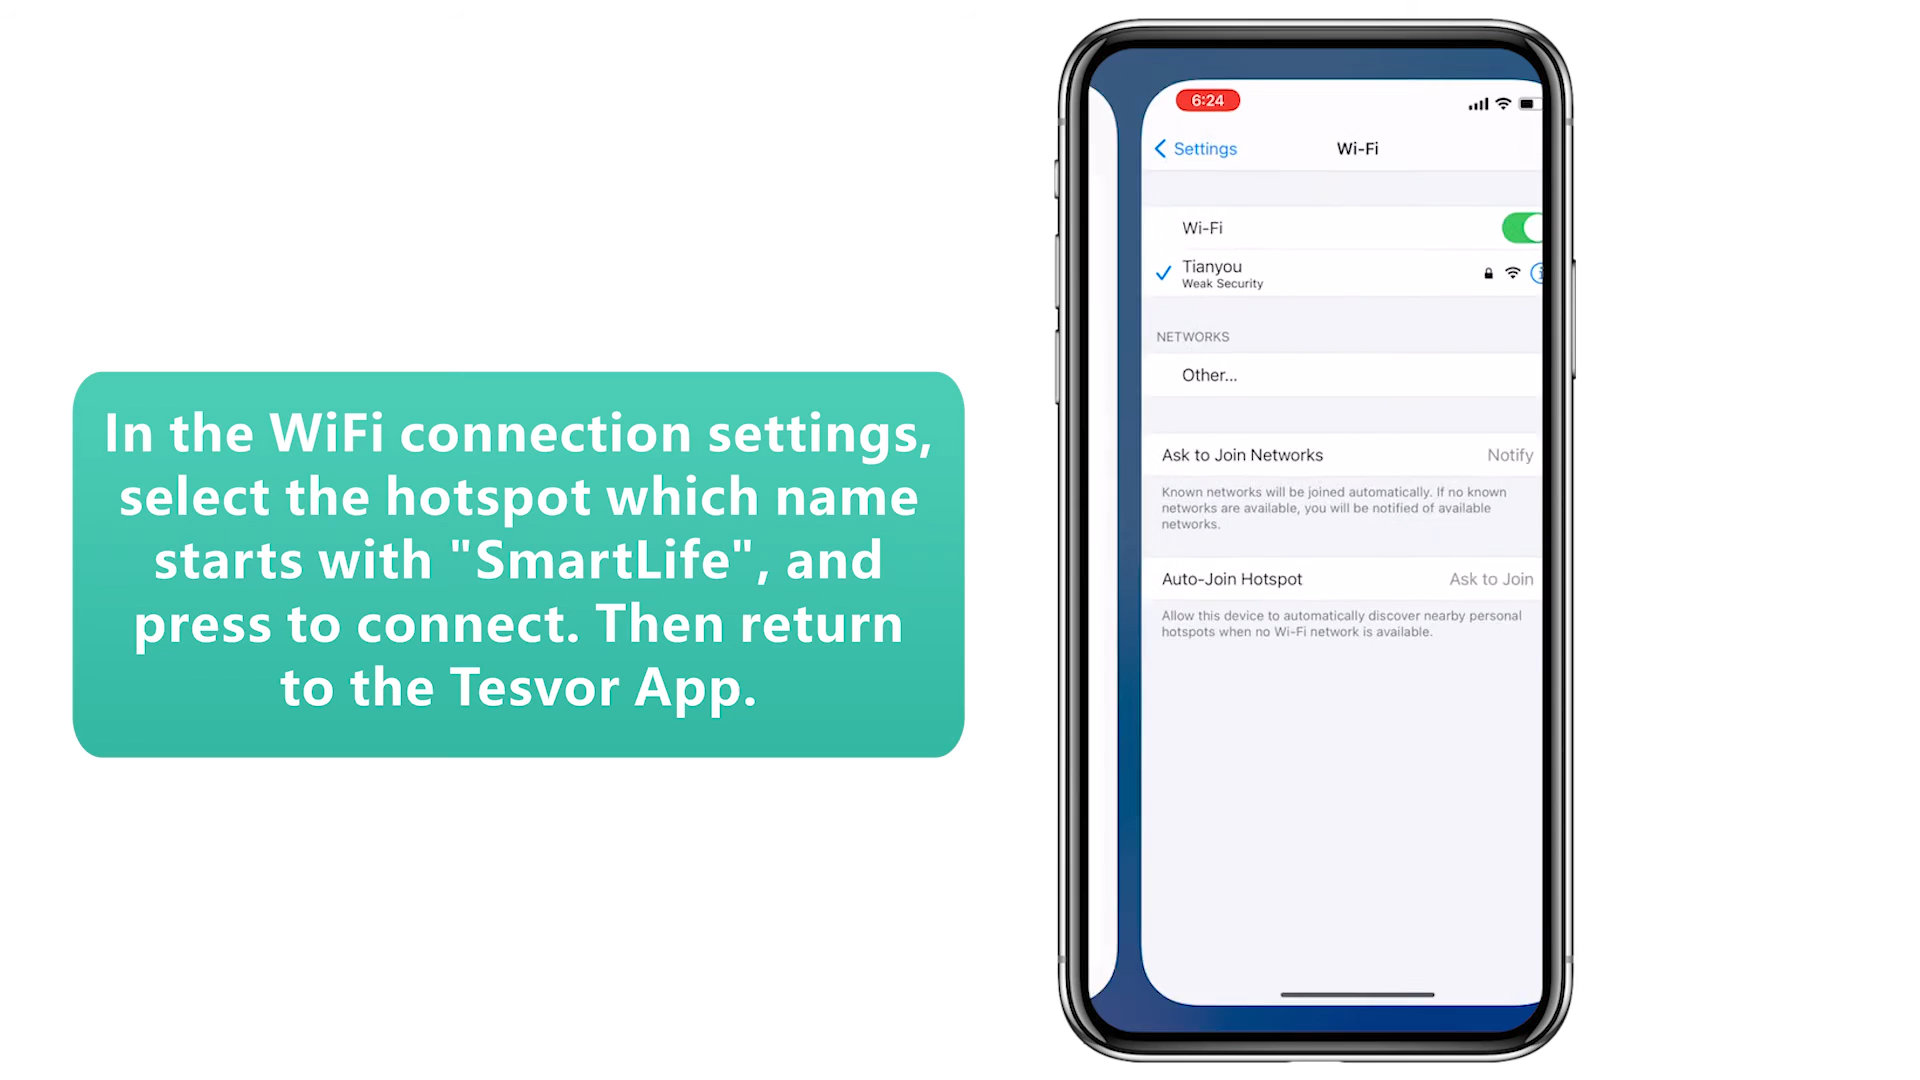 In the WiFi connection settings,
select the hotspot which name
starts with "SmartLife", and
press to connect. Then return
to the Tesvor App.
6:24
Settings
Wi-Fi
Wi-Fi
Tianyou
Weak Security
NETWORKS
Other...
Ask to Join Networks Notify
Known networks will be joined automatically. If no known
networks are available, you will be notified of available
networks.
Auto-Join Hotspot Ask to Join
Allow this device to automatically discover nearby personal
hotspots when no Wi-Fi network is available.